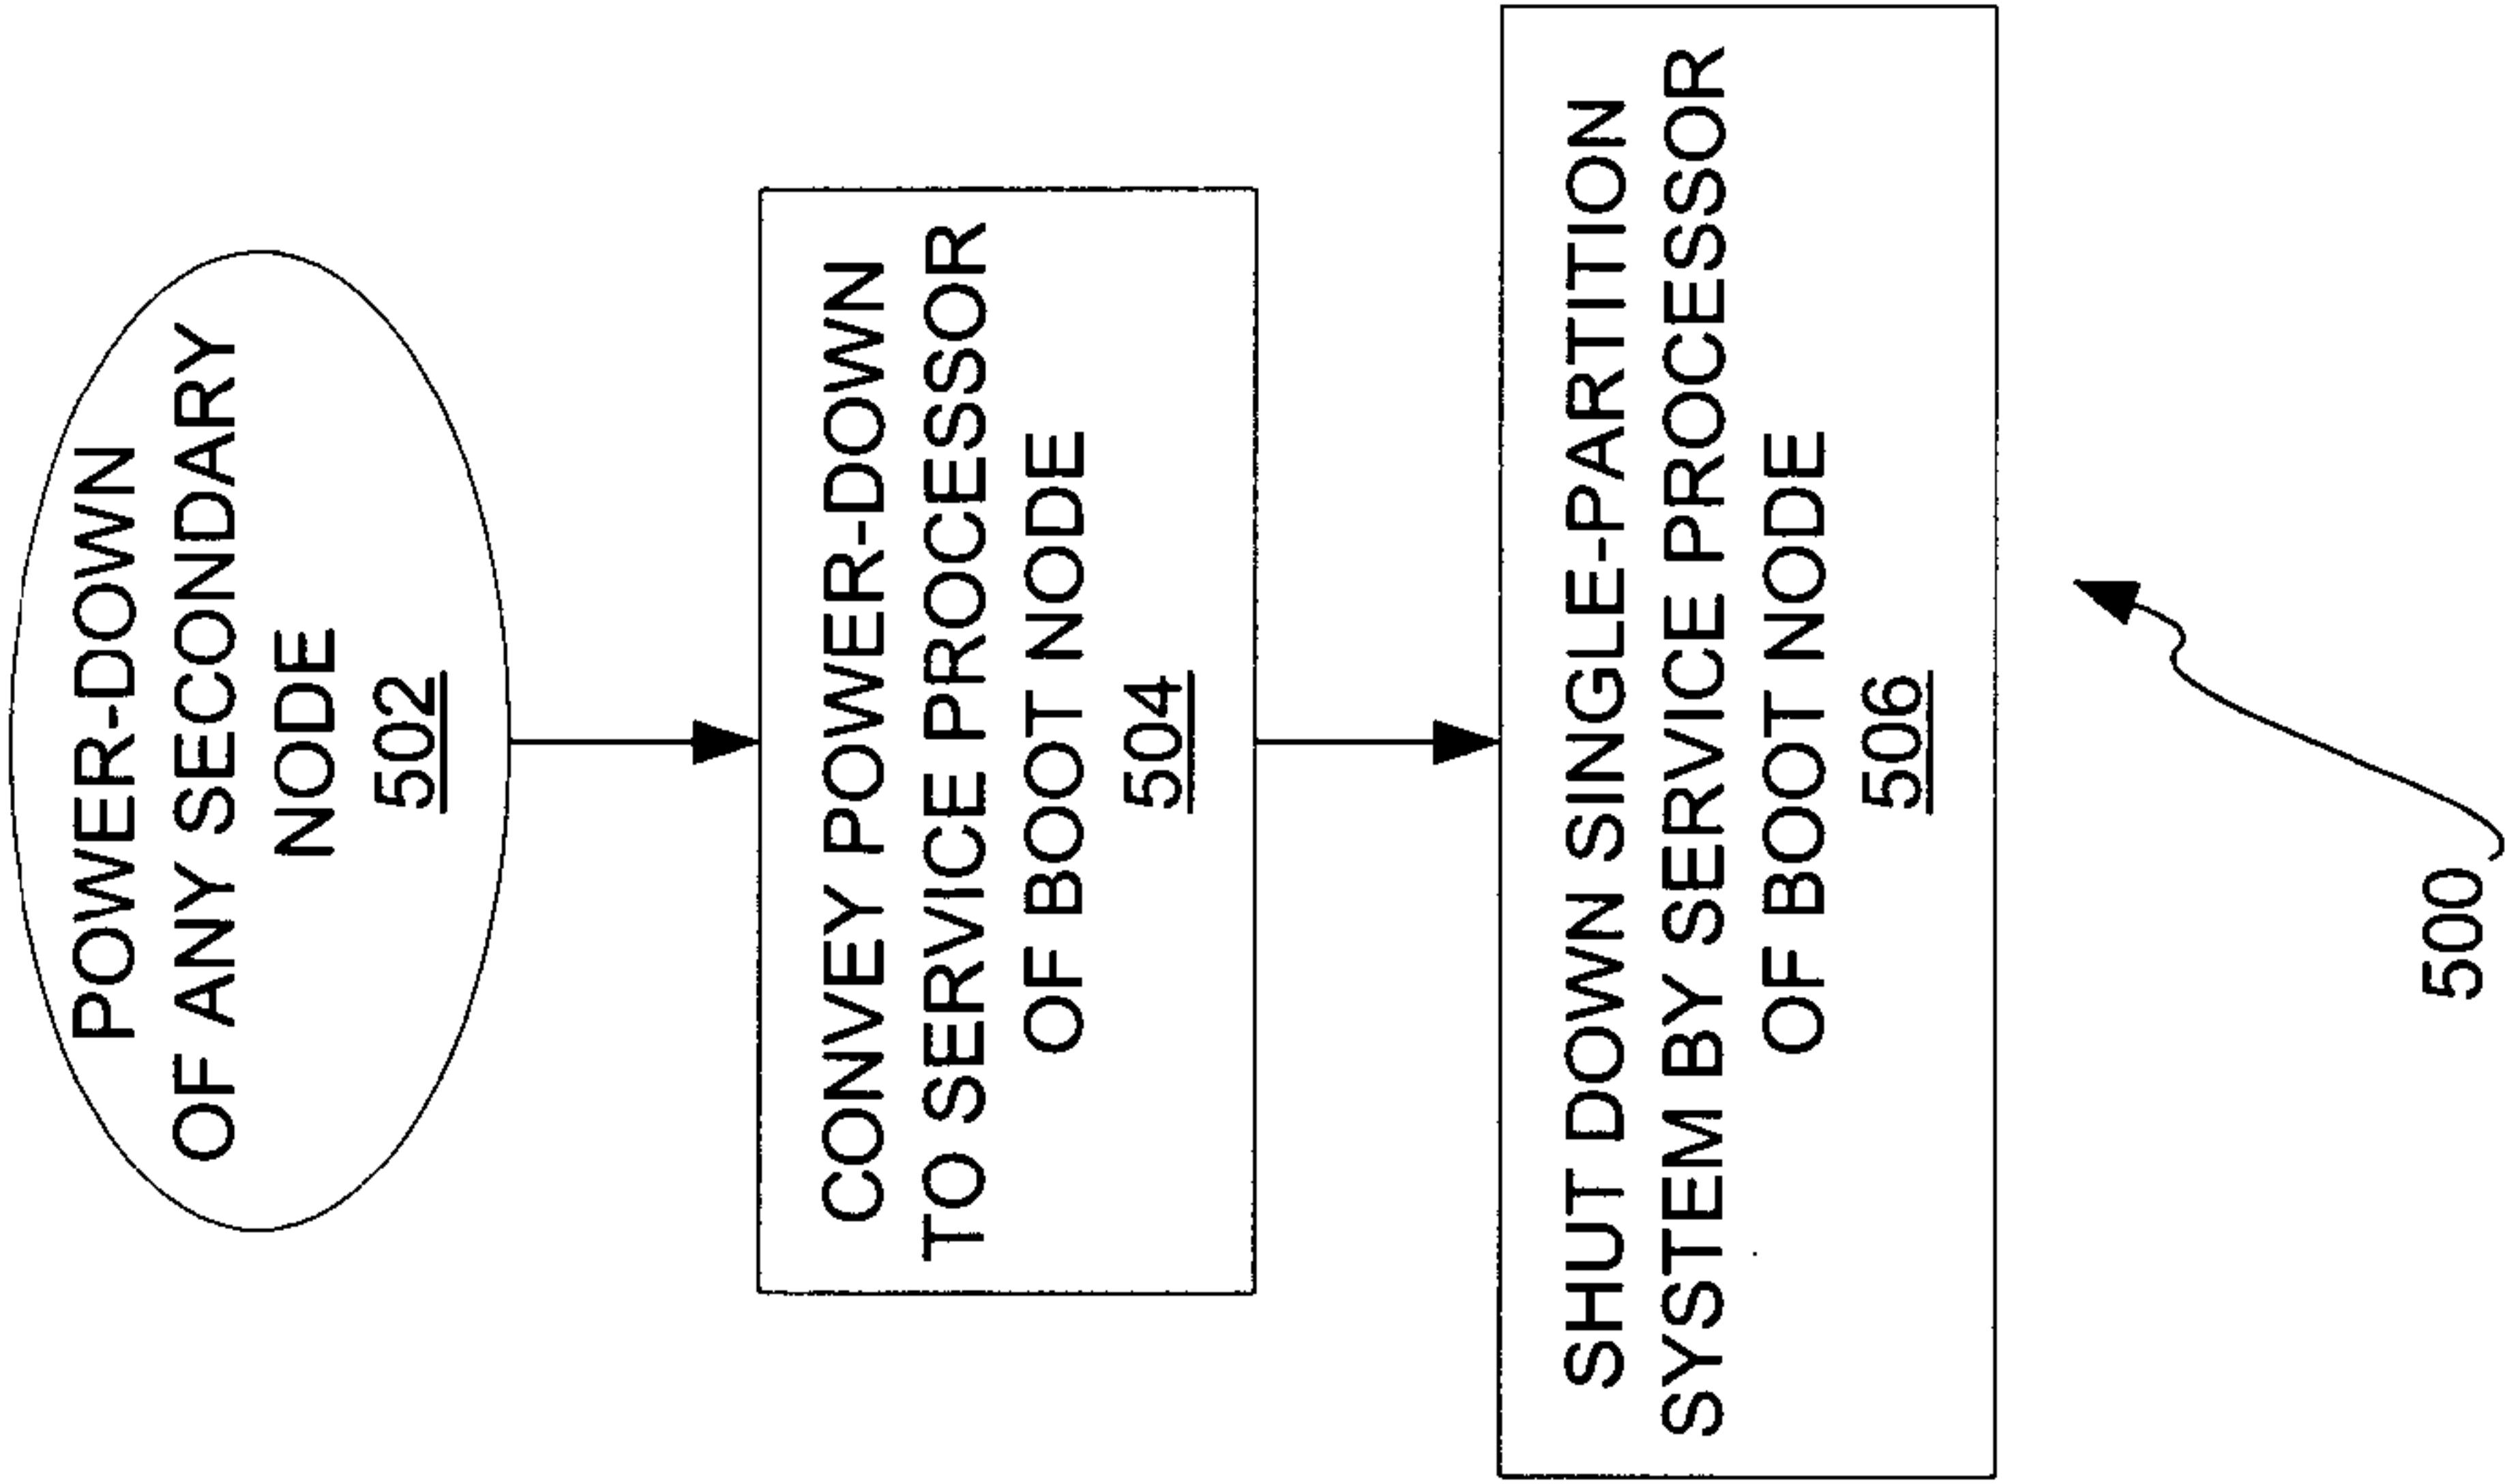 POWER-DOWN
OF ANY SECONDARY
NODE
502
CONVEY POWER-DOWN
TO SERVICE PROCESSOR
OF BOOT NODE
504
SHUT DOWN SINGLE-PARTITION
SYSTEM BY SERVICE PROCESSOR
OF BOOT NODE
506
500